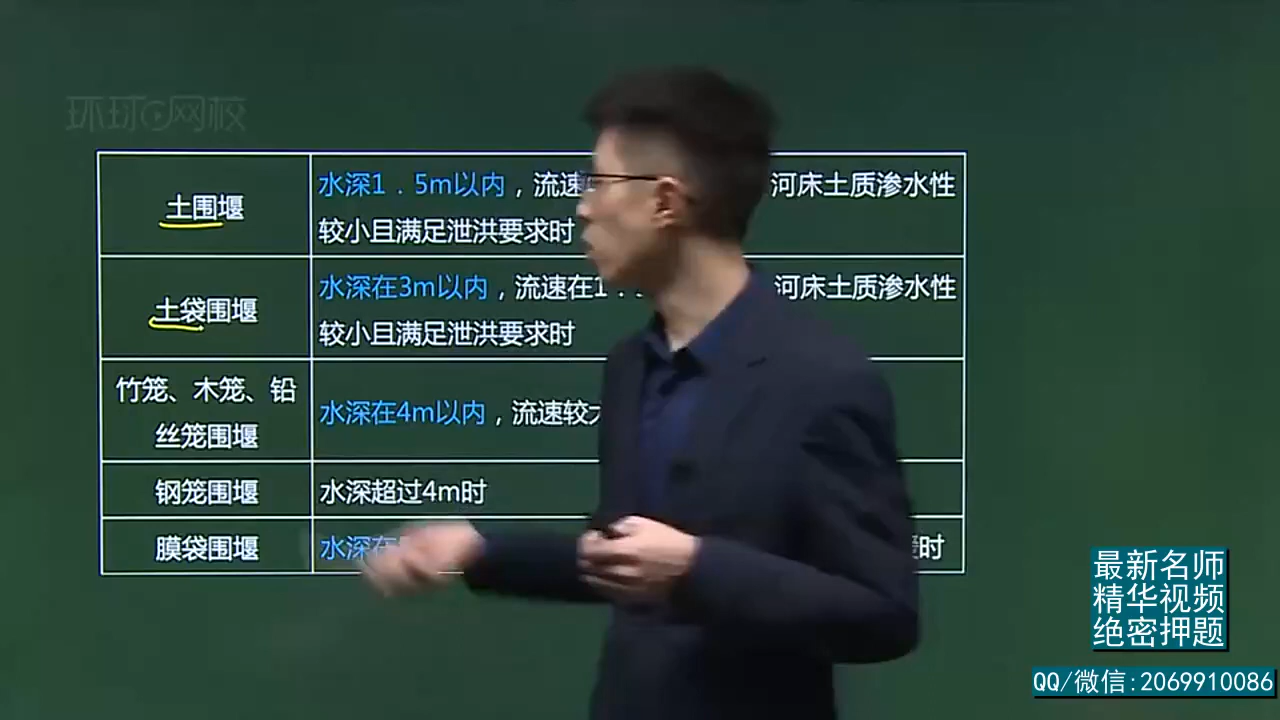 环球网校
土围堰
水深1．5m以内，流速
河床土质渗水性
较小且满足泄洪要求时
土袋围堰
水深在3m以内，流速在1．
河床土质渗水性
较小且满足泄洪要求时
竹笼、木笼、铅
丝笼围堰
水深在4m以内，流速较大
钢笼围堰
水深超过4m时
膜袋围堰
水深在
时
最新名师
精华视频
绝密押题
QQ/微信:2069910086